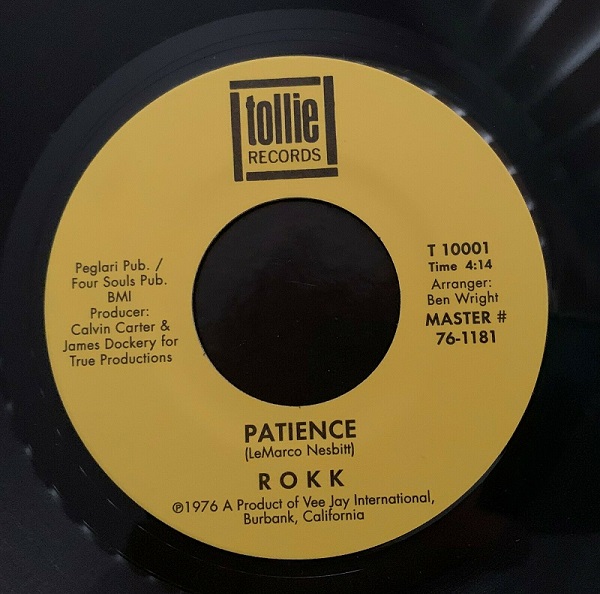 tollie
RECORDS
Peglari Pub. /
Four Souls Pub.
BMI
Producer:
Calvin Carter &
James Dockery for
True Productions
T 10001
Time 4:14
Arranger:
Ben Wright
MASTER #
76-1181
PATIENCE
(LeMarco Nesbitt)
ROKK
℗1976 A Product of Vee Jay International,
Burbank, California